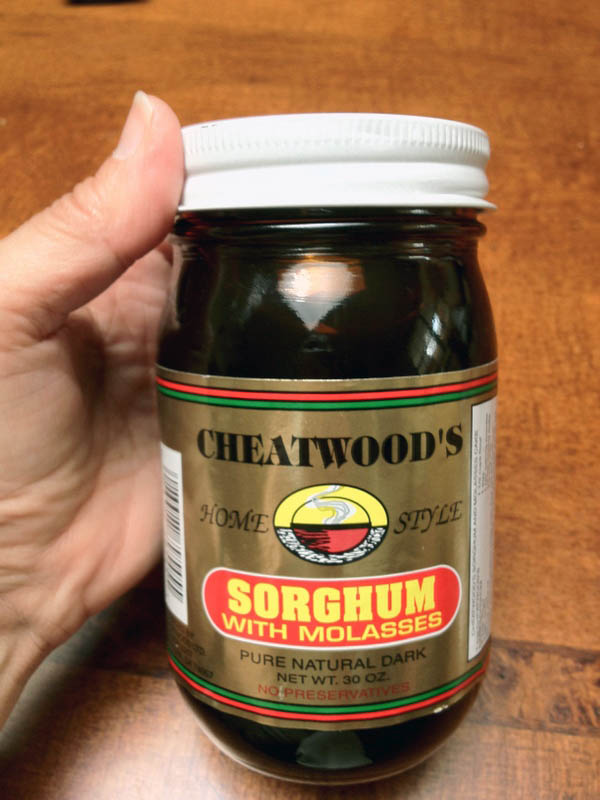 CHEATWOOD'S
HOME STYLE
SORGHUM
WITH MOLASSES
PURE NATURAL DARK
NET WT. 30 OZ.
NO PRESERVATIVES